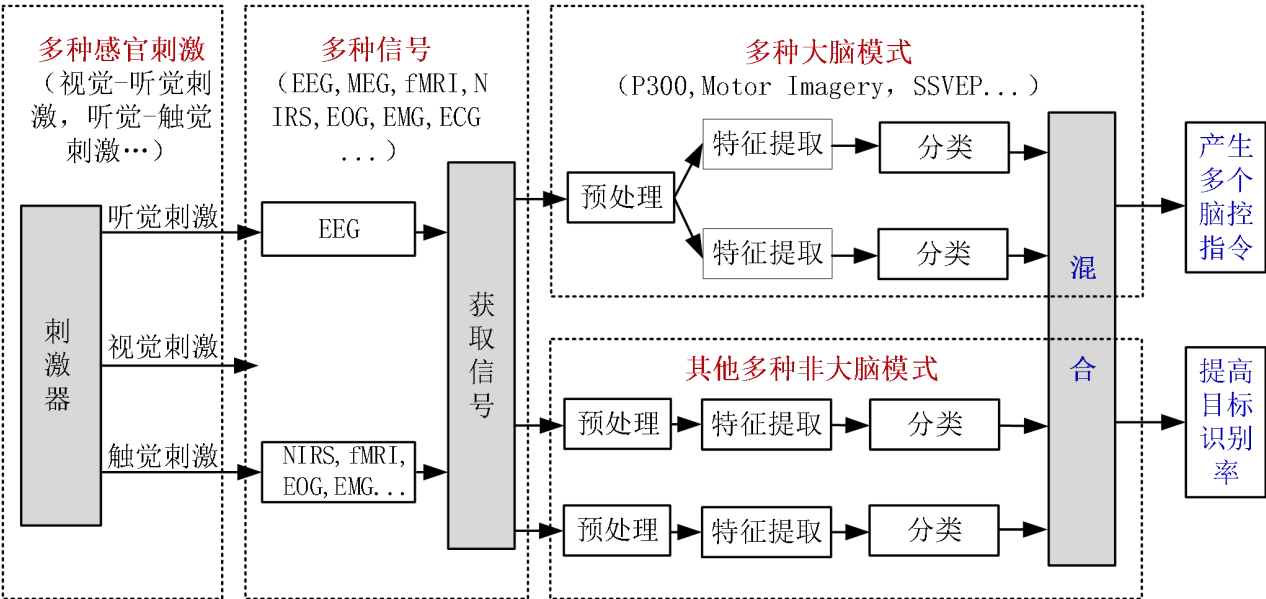 多种感官刺激
（视觉-听觉刺
激，听觉-触觉
刺激…）
刺
激
器
听觉刺激
视觉刺激
触觉刺激
多种信号
（EEG,MEG,fMRI,N
IRS,EOG,EMG,ECG
...）
EEG
NIRS,fMRI,
EOG,EMG...
获
取
信
号
多种大脑模式
（P300,Motor Imagery, SSVEP...）
预处理
特征提取
分类
特征提取
分类
其他多种非大脑模式
预处理
特征提取
分类
预处理
特征提取
分类
混
合
产生
多个
脑控
指令
提高
目标
识别
率